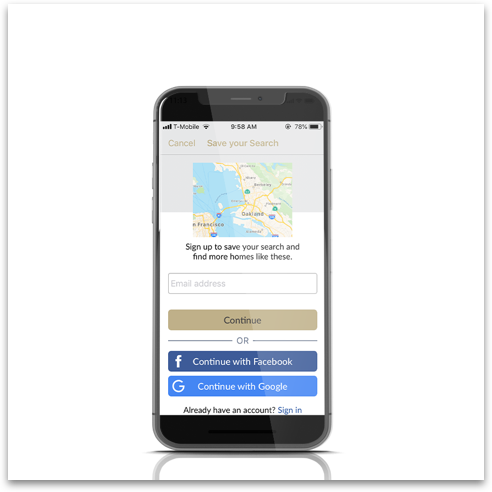 T-Mobile 9:58 AM 78%
Cancel Save your Search
Berkeley
Oakland
n Francisco
Sign up to save your search and
find more homes like these.
Email address
Continue
OR
f Continue with Facebook
G Continue with Google
Already have an account? Sign in